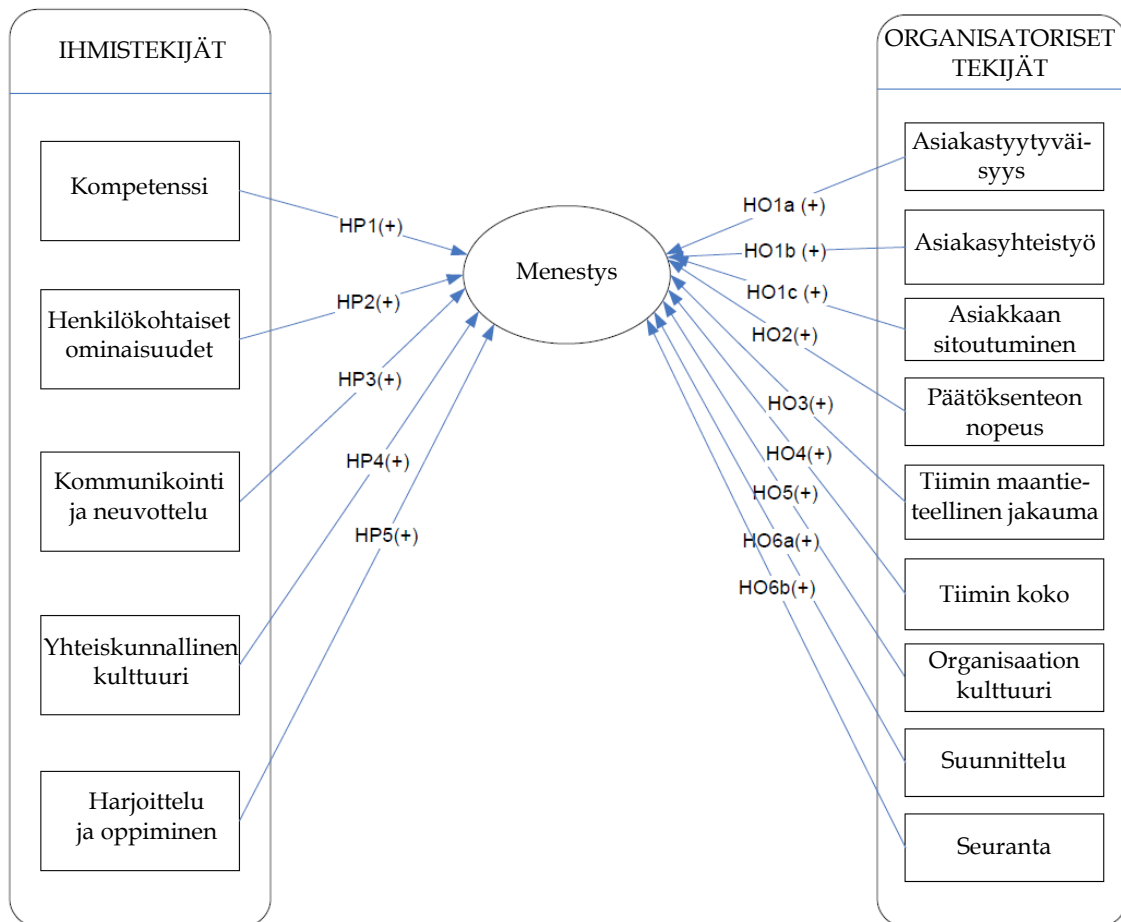 IHMISTEKIJÄT
Kompetenssi
Henkilökohtaiset
ominaisuudet
Kommunikointi
ja neuvottelu
Yhteiskunnallinen
kulttuuri
Harjoittelu
ja oppiminen
HP1(+)
HP2(+)
HP3(+)
HP4(+)
HP5(+)
Menestys
HO1a (+)
HO1b (+)
HO1c (+)
HO2(+)
HO3(+)
HO4(+)
HO5(+)
HO6a(+)
HO6b(+)
ORGANISATORISET
TEKIJÄT
Asiakastyytyväi-
syys
Asiakasyhteistyö
Asiakkaan
sitoutuminen
Päätöksenteon
nopeus
Tiimin maantie-
teellinen jakauma
Tiimin koko
Organisaation
kulttuuri
Suunnittelu
Seuranta